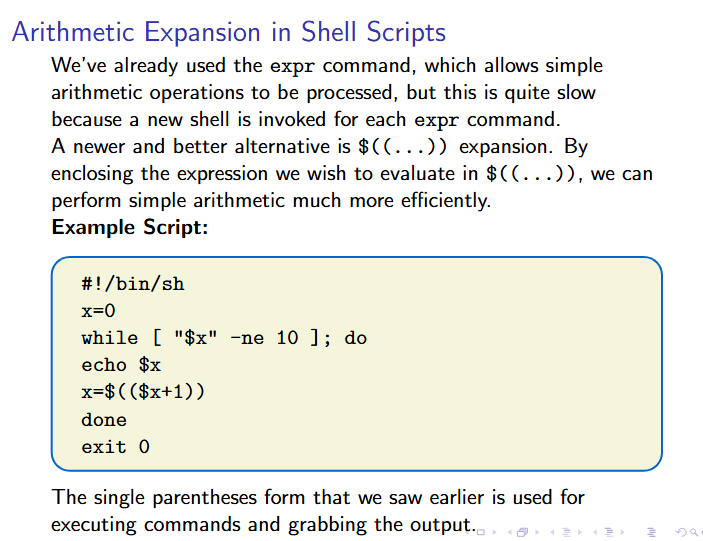 Arithmetic Expansion in Shell Scripts
We've already used the expr command, which allows simple
arithmetic operations to be processed, but this is quite slow
because a new shell is invoked for each expr command.
A newer and better alternative is $((...)) expansion. By
enclosing the expression we wish to evaluate in $((...)), we can
perform simple arithmetic much more efficiently.
Example Script:
#!/bin/sh
x=0
while [ "$x" -ne 10 ]; do
echo $x
x=$(($x+1))
done
exit 0
The single parentheses form that we saw earlier is used for
executing commands and grabbing the output.